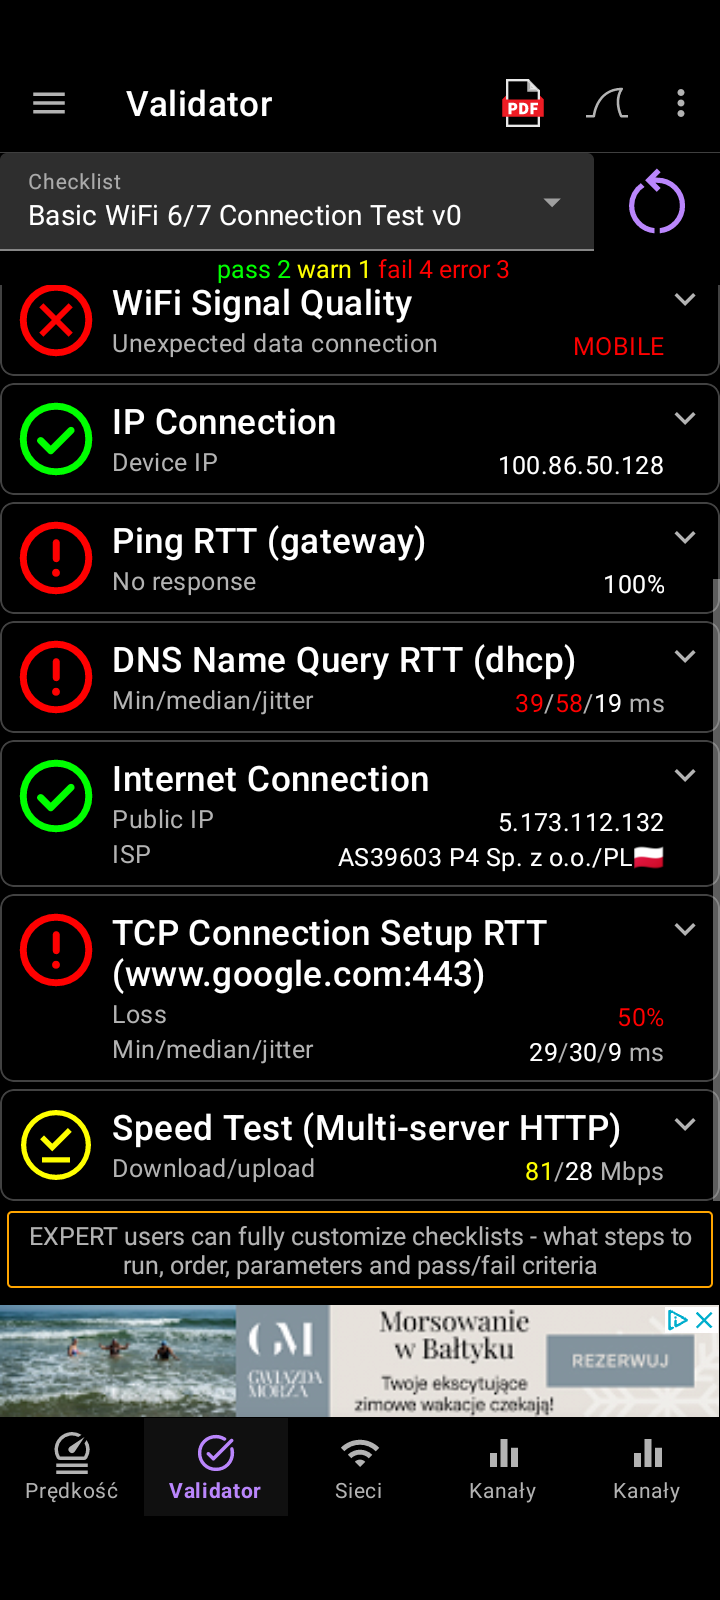 Validator
PDF
Checklist
Basic WiFi 6/7 Connection Test v0
pass 2 warn 1 fail 4 error 3
WiFi Signal Quality
Unexpected data connection MOBILE
IP Connection
Device IP 100.86.50.128
Ping RTT (gateway)
No response 100%
DNS Name Query RTT (dhcp)
Min/median/jitter 39/58/19 ms
Internet Connection
Public IP 5.173.112.132
ISP AS39603 P4 Sp. z o.o./PL🇵🇱
TCP Connection Setup RTT
(www.google.com:443)
Loss 50%
Min/median/jitter 29/30/9 ms
Speed Test (Multi-server HTTP)
Download/upload 81/28 Mbps
EXPERT users can fully customize checklists - what steps to
run, order, parameters and pass/fail criteria
GM
GWIAZDA
MORZA
Morsowanie
w Bałtyku
Twoje ekscytujące
zimowe wakacje czekają!
REZERWUJ
Prędkość
Validator
Sieci
Kanały
Kanały